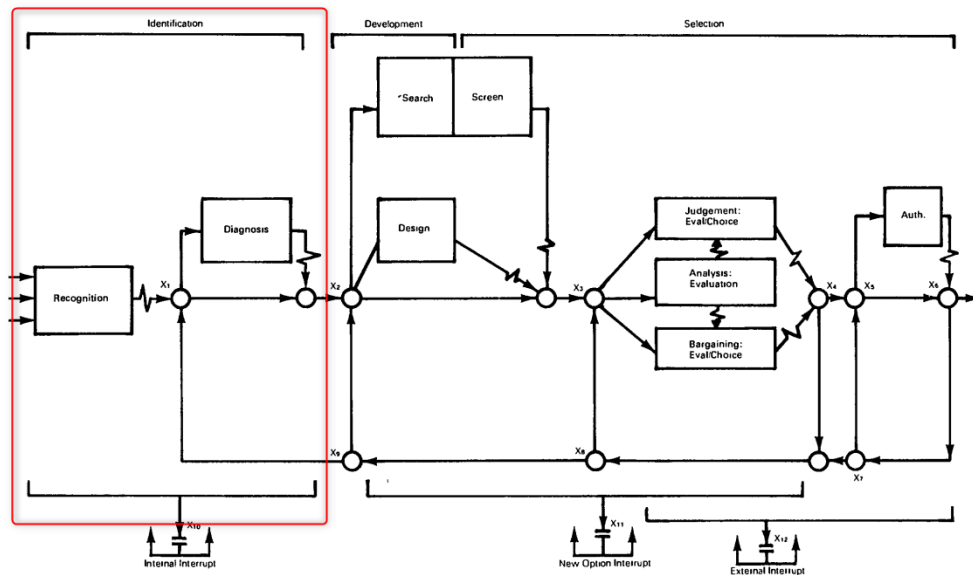 Identification
Development
Selection
Search
Screen
Diagnosis
Design
Judgement:
Eval/Choice
Auth.
Recognition
X1
X2
X3
Analysis:
Evaluation
X4
X5
X6
Bargaining:
Eval/Choice
X9
X8
X7
X10
X11
X12
Internal Interrupt
New Option Interrupt
External Interrupt